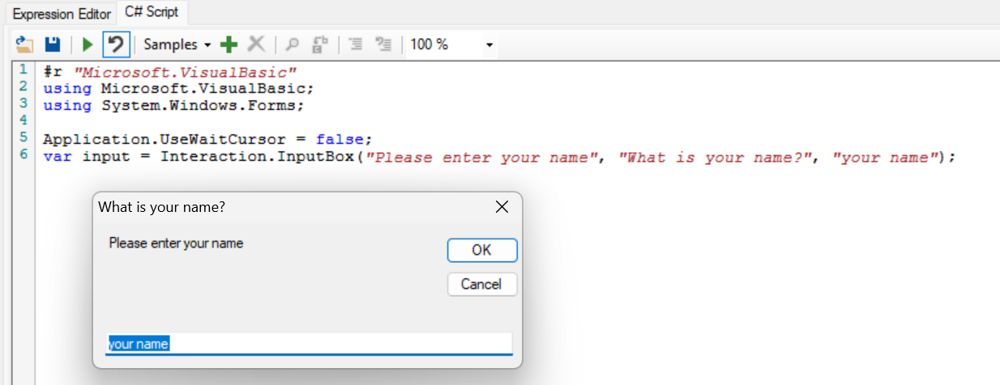 Expression Editor C# Script
Samples 100 %
1 #r "Microsoft.VisualBasic"
2 using Microsoft.VisualBasic;
3 using System.Windows.Forms;
4
5 Application.UseWaitCursor = false;
6 var input = Interaction.InputBox("Please enter your name", "What is your name?", "your name");
What is your name?
Please enter your name
OK
Cancel
your name